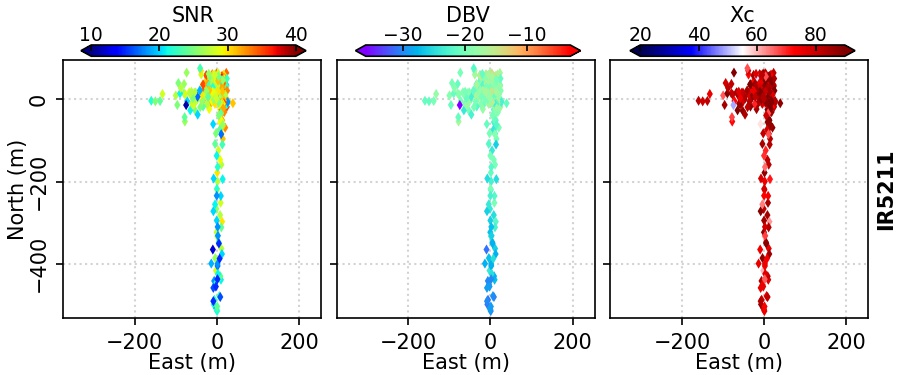 SNR DBV Xc
10 20 30 40 −30 −20 −10 20 40 60 80
0
−200
−400
North (m)
IR5211
−200 0 200 −200 0 200 −200 0 200
East (m) East (m) East (m)